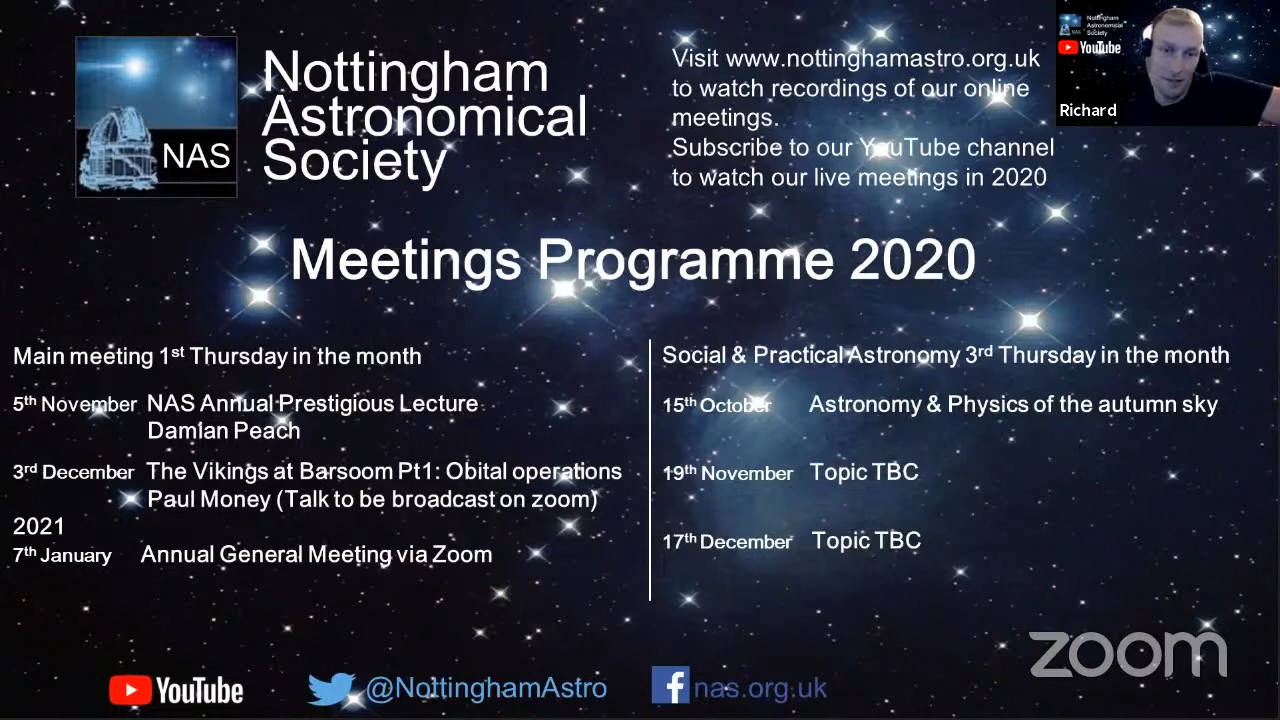 NAS
Nottingham
Astronomical
Society
Visit www.nottinghamastro.org.uk
to watch recordings of our online
meetings.
Subscribe to our YouTube channel
to watch our live meetings in 2020
Nottingham
Astronomical
Society
NAS
YouTube
Richard
Meetings Programme 2020
Main meeting 1st Thursday in the month
5th November NAS Annual Prestigious Lecture
Damian Peach
3rd December The Vikings at Barsoom Pt1: Obital operations
Paul Money (Talk to be broadcast on zoom)
2021
7th January Annual General Meeting via Zoom
Social & Practical Astronomy 3rd Thursday in the month
15th October Astronomy & Physics of the autumn sky
19th November Topic TBC
17th December Topic TBC
zoom
YouTube
@NottinghamAstro
nas.org.uk